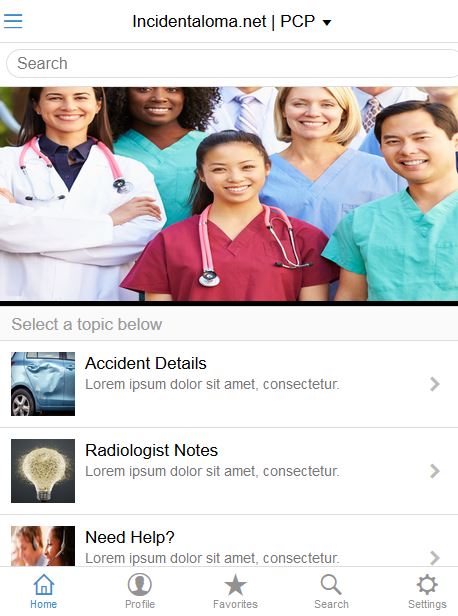 Incidentaloma.net | PCP
Search
Select a topic below
Accident Details
Lorem ipsum dolor sit amet, consectetur.
Radiologist Notes
Lorem ipsum dolor sit amet, consectetur.
Need Help?
Lorem ipsum dolor sit amet, consectetur.
Home Profile Favorites Search Settings